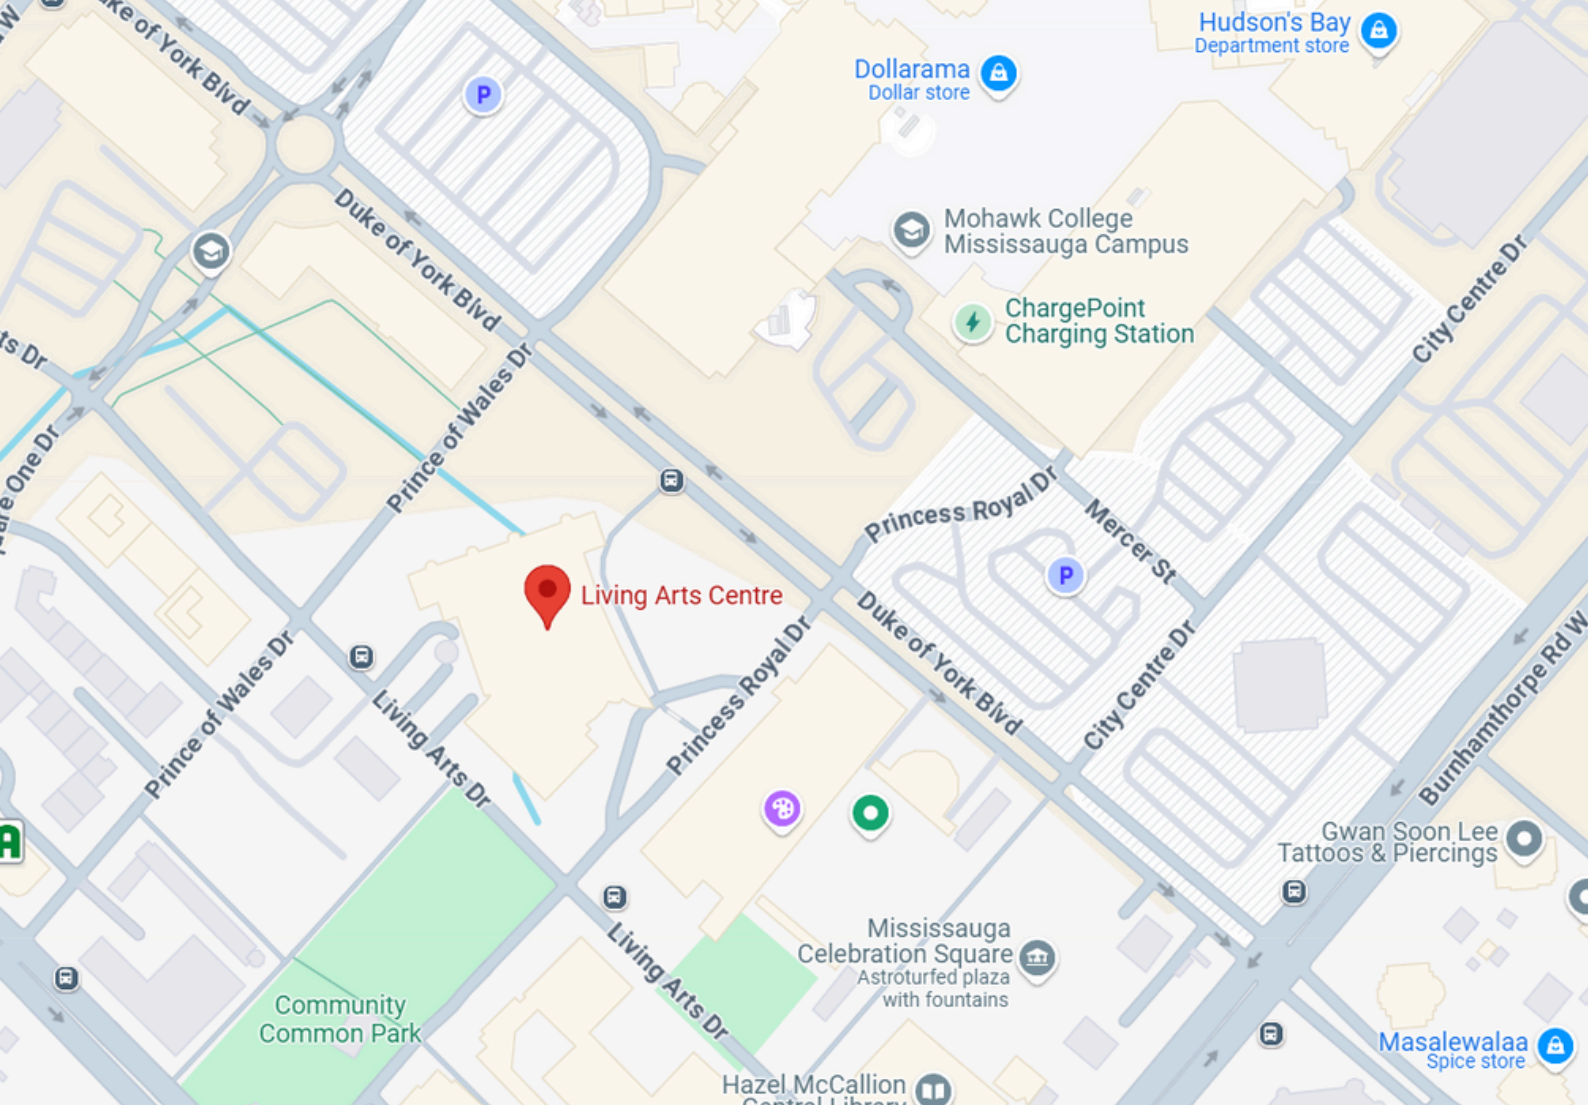 Duke of York Blvd
P
Dollarama
Dollar store
Hudson's Bay
Department store
Mohawk College
Mississauga Campus
ChargePoint
Charging Station
City Centre Dr
Duke of York Blvd
Prince of Wales Dr
ts Dr
Princess Royal Dr
Mercer St
P
Living Arts Centre
Duke of York Blvd
City Centre Dr
Princess Royal Dr
Prince of Wales Dr
Living Arts Dr
Burnhamthorpe Rd W
Gwan Soon Lee
Tattoos & Piercings
Mississauga
Celebration Square
Astroturfed plaza
with fountains
Living Arts Dr
Community
Common Park
Masalewalaa
Spice store
Hazel McCallion